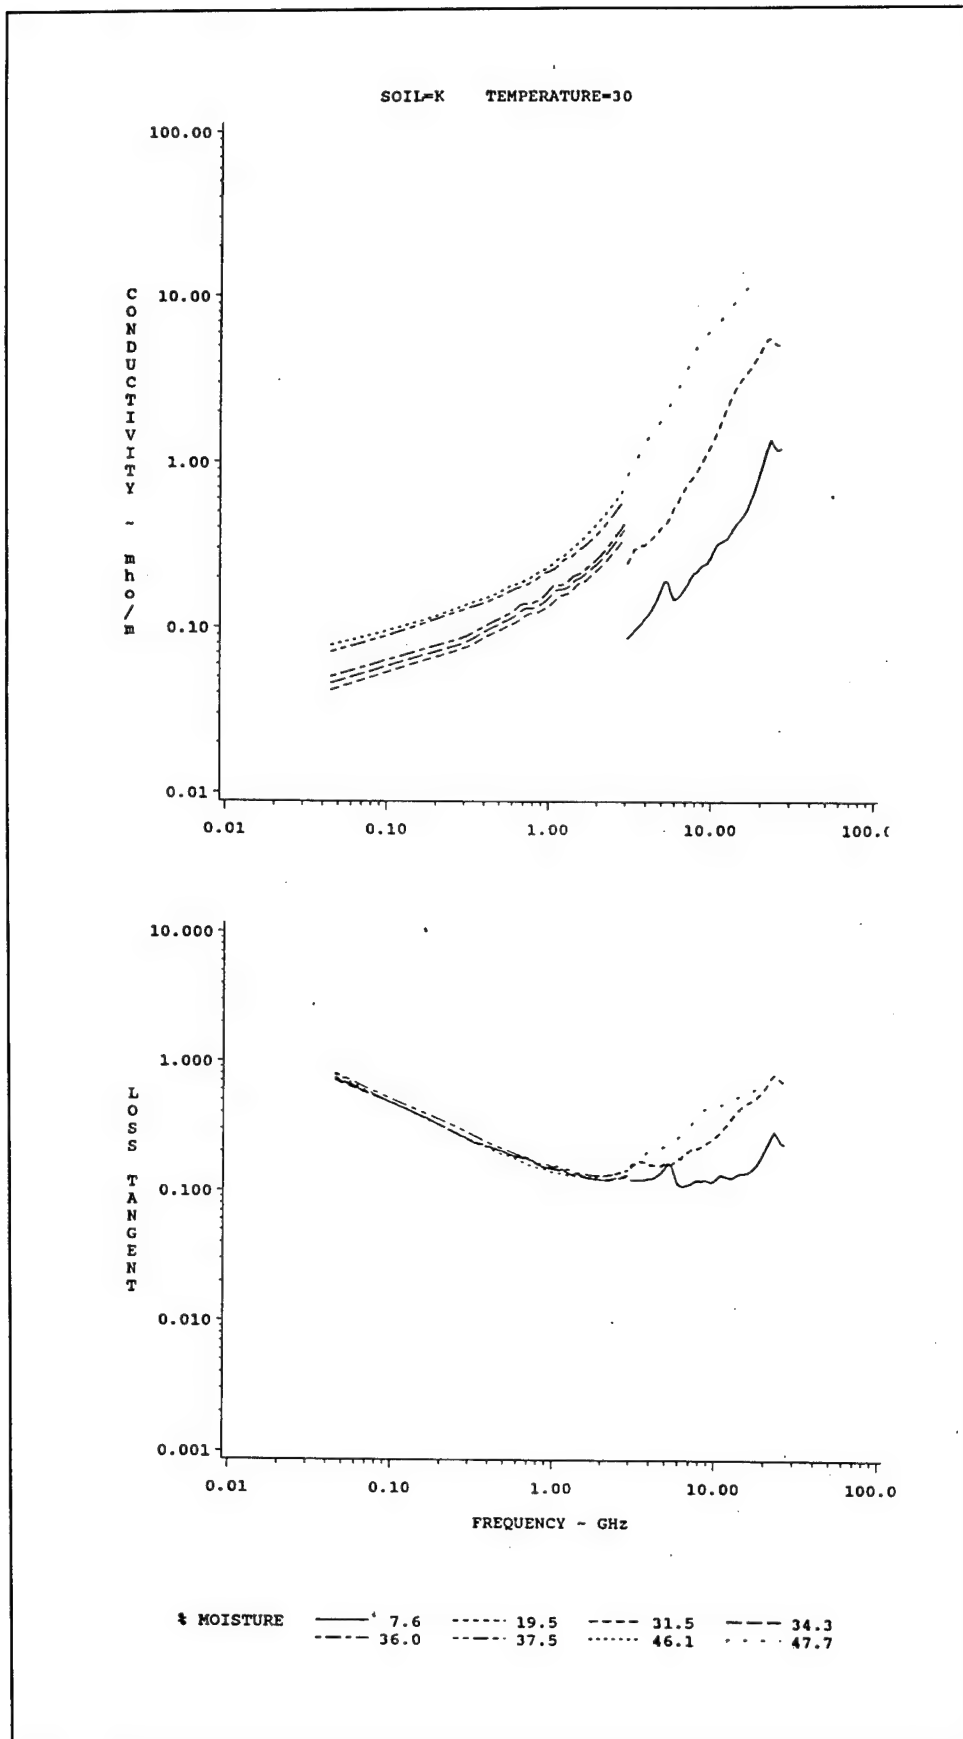 SOIL=K TEMPERATURE=30
100.00
10.00
1.00
0.10
0.01
CONDUCTIVITY ~ mho/m
0.01 0.10 1.00 10.00 100.0
10.000
1.000
0.100
0.010
0.001
LOSS TANGENT
0.01 0.10 1.00 10.00 100.0
FREQUENCY ~ GHz
% MOISTURE 7.6 19.5 31.5 34.3
36.0 37.5 46.1 47.7